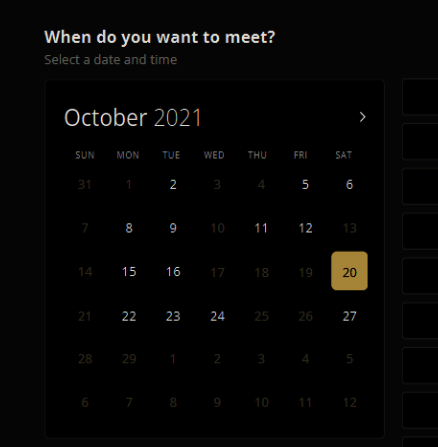 When do you want to meet?
Select a date and time
October 2021
SUN MON TUE WED THU FRI SAT
31 1 2 3 4 5 6
7 8 9 10 11 12 13
14 15 16 17 18 19 20
21 22 23 24 25 26 27
28 29 1 2 3 4 5
6 7 8 9 10 11 12